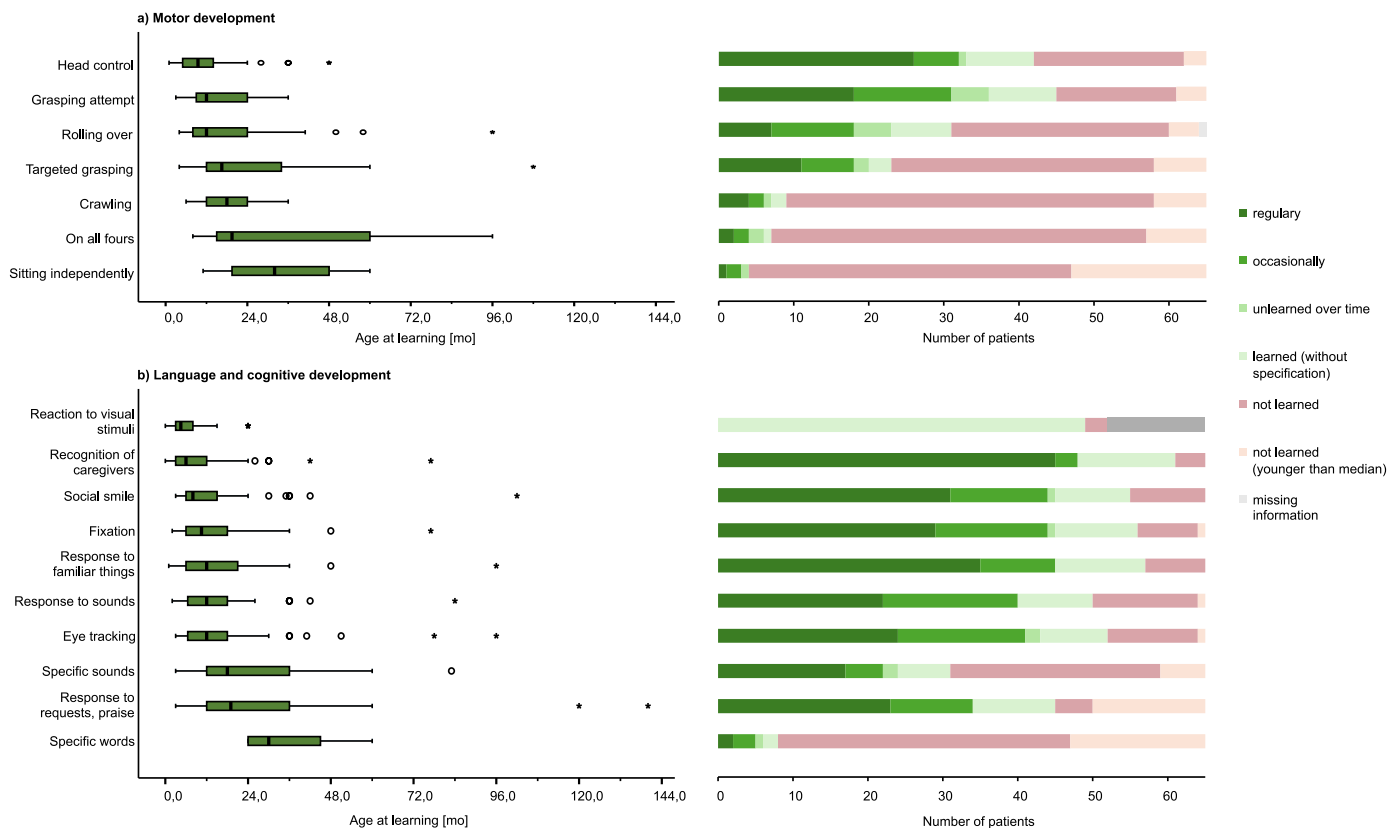 a) Motor development
Head control
Grasping attempt
Rolling over
Targeted grasping
Crawling
On all fours
Sitting independently
0,0 24,0 48,0 72,0 96,0 120,0 144,0
Age at learning [mo]
0 10 20 30 40 50 60
Number of patients
regulary
occasionally
unlearned over time
learned (without
specification)
not learned
not learned
(younger than median)
missing
information
b) Language and cognitive development
Reaction to visual
stimuli
Recognition of
caregivers
Social smile
Fixation
Response to
familiar things
Response to sounds
Eye tracking
Specific sounds
Response to
requests, praise
Specific words
0,0 24,0 48,0 72,0 96,0 120,0 144,0
Age at learning [mo]
0 10 20 30 40 50 60
Number of patients